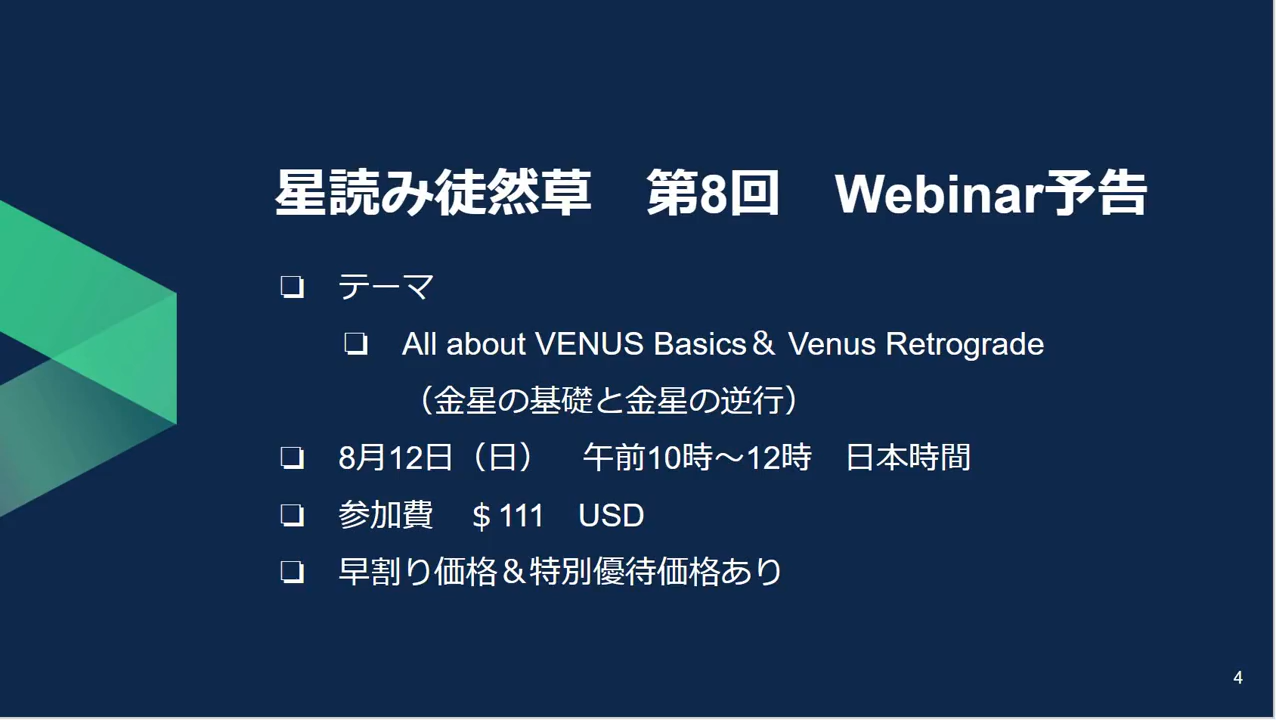 星読み徒然草　第8回　Webinar予告
❏ テーマ
❏ All about VENUS Basics＆ Venus Retrograde
（金星の基礎と金星の逆行）
❏ 8月12日（日）　午前10時～12時　日本時間
❏ 参加費　＄111　USD
❏ 早割り価格＆特別優待価格あり
4